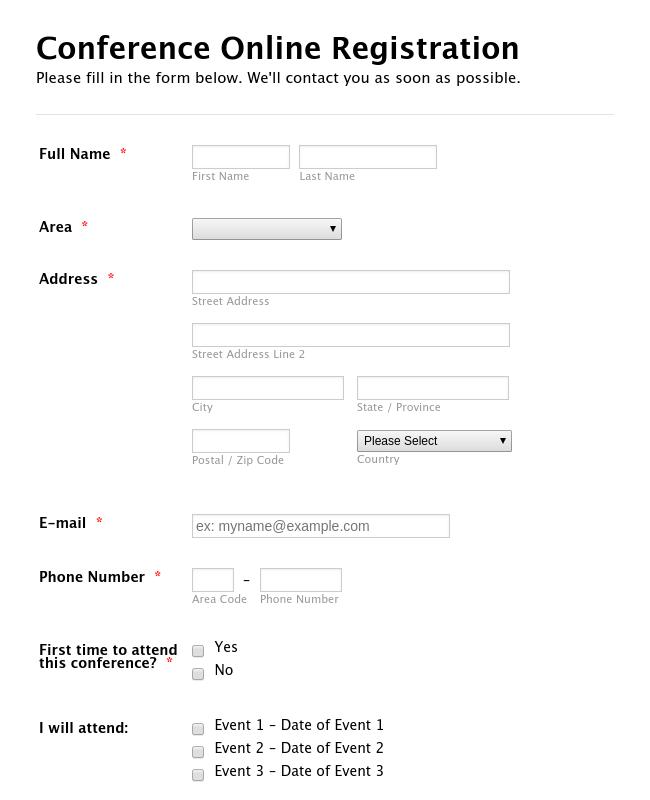 Conference Online Registration
Please fill in the form below. We'll contact you as soon as possible.
Full Name *
First Name Last Name
Area *
Address *
Street Address
Street Address Line 2
City State / Province
Please Select
Postal / Zip Code Country
E-mail * ex: myname@example.com
Phone Number * -
Area Code Phone Number
First time to attend Yes
this conference? * No
I will attend: Event 1 - Date of Event 1
Event 2 - Date of Event 2
Event 3 - Date of Event 3